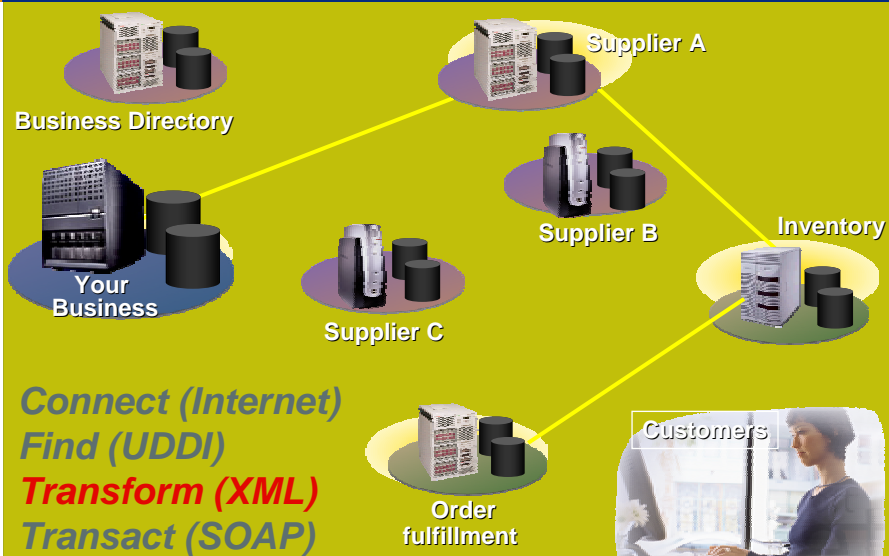 Supplier A
Business Directory
Supplier B
Inventory
Your
Business
Supplier C
Connect (Internet)
Find (UDDI)
Transform (XML)
Transact (SOAP)
Customers
Order
fulfillment